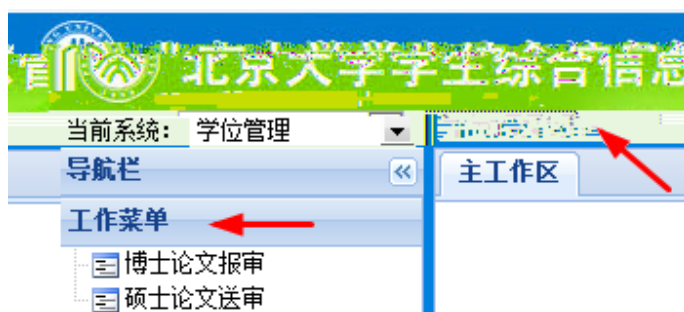 北京大学学生综合信息
当前系统： 学位管理
导航栏
主工作区
工作菜单
博士论文报审
硕士论文送审